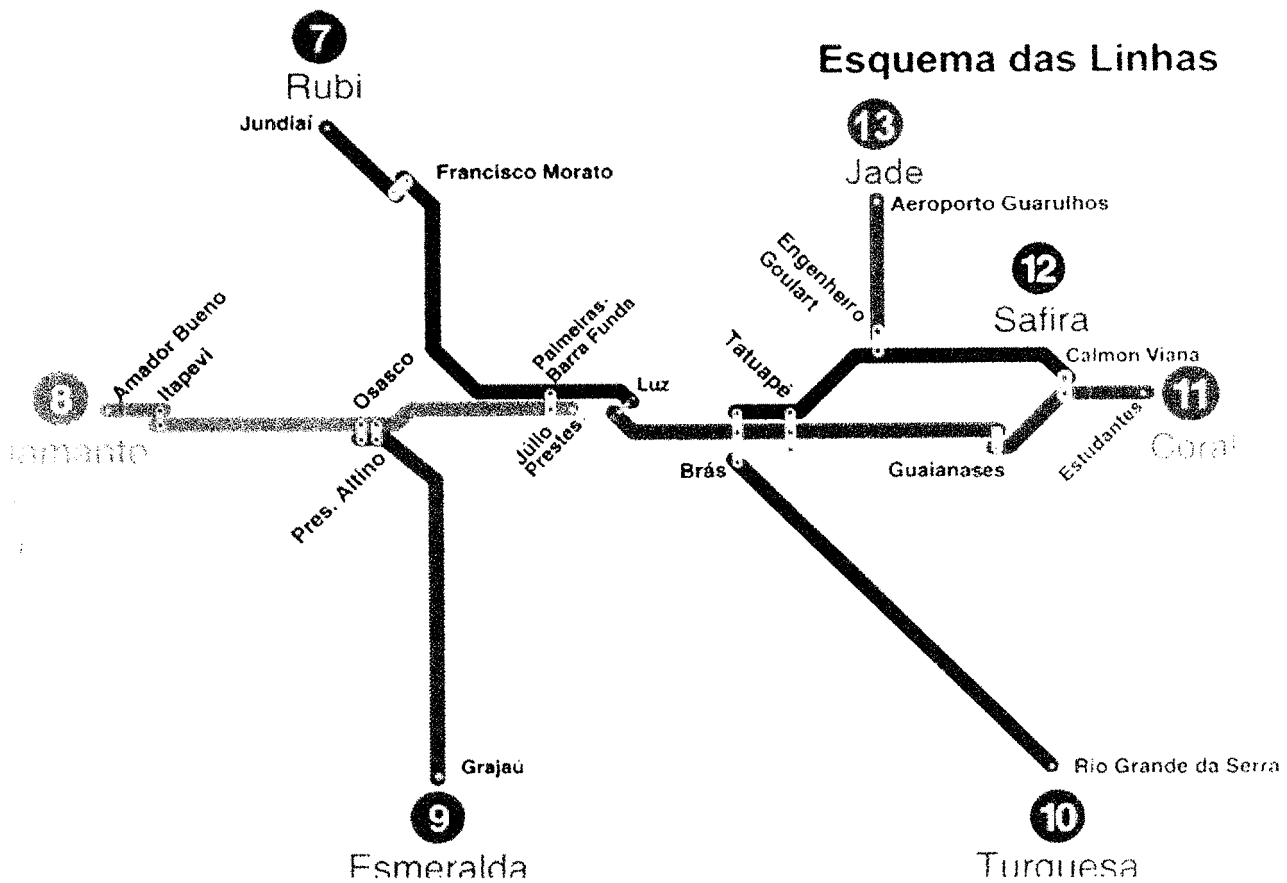 7
Rubi
Esquema das Linhas
Jundiaí
13
Jade
Francisco Morato
Aeroporto Guarulhos
Engenheiro
Goulart
12
Safira
Amador Bueno
Itapevi
Osasco
Palmeiras-
Barra Funda
Tatuapé
Calmon Viana
8
Luz
11
Coral
Júlio
Prestes
Pres. Altino
Brás
Guaianases
Estudantes
Grajaú
Rio Grande da Serra
9
Esmeralda
10
Turquesa